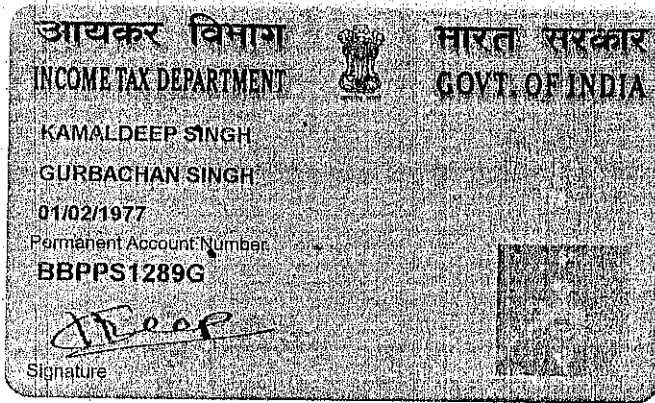 आयकर विभाग
INCOME TAX DEPARTMENT
भारत सरकार
GOVT. OF INDIA
KAMALDEEP SINGH
GURBACHAN SINGH
01/02/1977
Permanent Account Number
BBPPS1289G
Signature